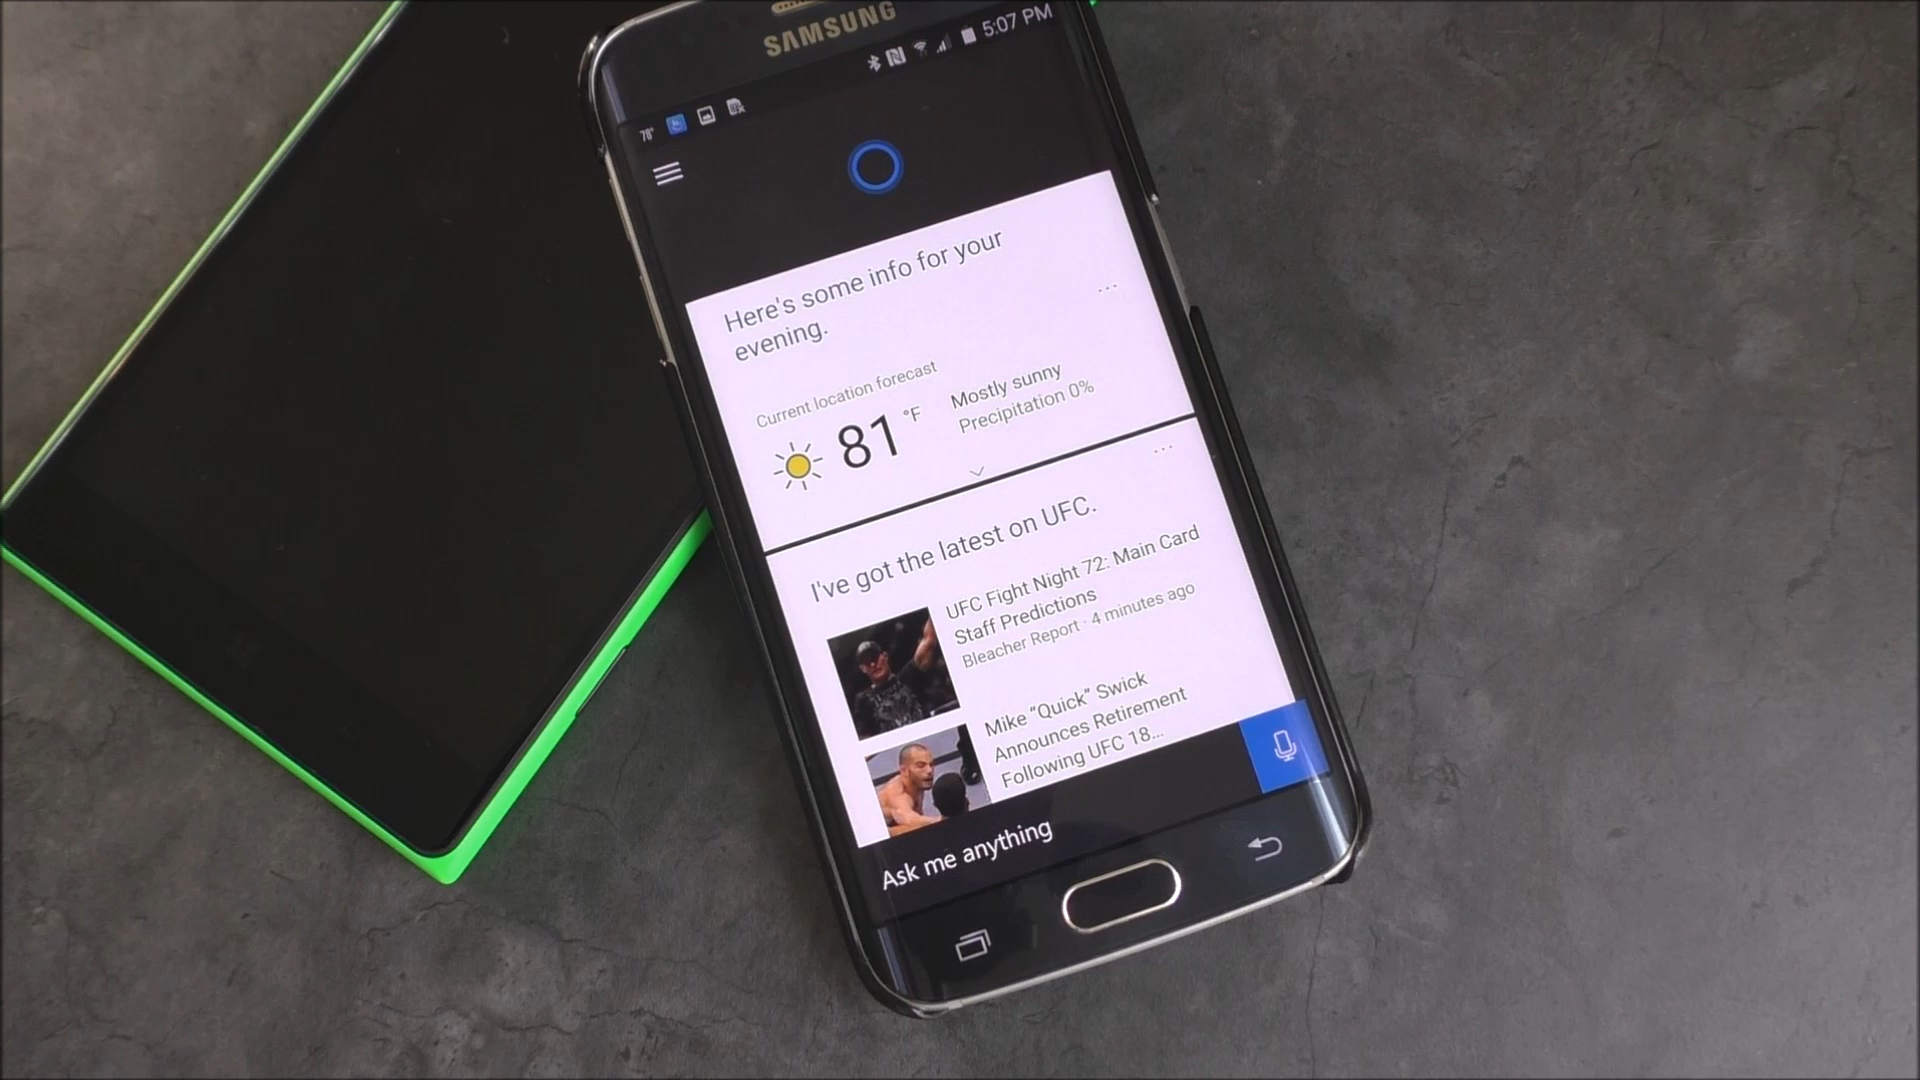 SAMSUNG
5:07 PM
78°
Here's some info for your
evening.
Current location forecast
81 °F
Mostly sunny
Precipitation 0%
I've got the latest on UFC.
UFC Fight Night 72: Main Card
Staff Predictions
Bleacher Report · 4 minutes ago
Mike “Quick” Swick
Announces Retirement
Following UFC 18...
Ask me anything